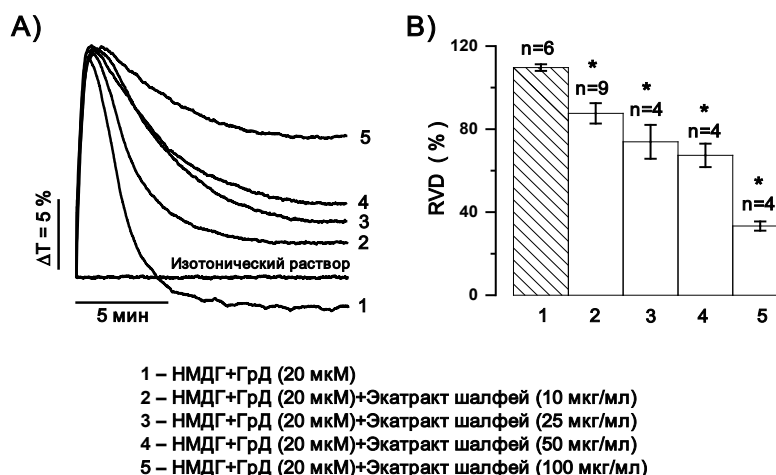 А)
ΔT = 5 %
5 мин
Изотонический раствор
5
4
3
2
1
Б)
RVD ( % )
120
80
40
0
n=6
*
n=9
*
n=4
*
n=4
*
n=4
1 2 3 4 5
1 – НМДГ+ГрД (20 мкМ)
2 – НМДГ+ГрД (20 мкМ)+Экатракт шалфей (10 мкг/мл)
3 – НМДГ+ГрД (20 мкМ)+Экатракт шалфей (25 мкг/мл)
4 – НМДГ+ГрД (20 мкМ)+Экатракт шалфей (50 мкг/мл)
5 – НМДГ+ГрД (20 мкМ)+Экатракт шалфей (100 мкг/мл)